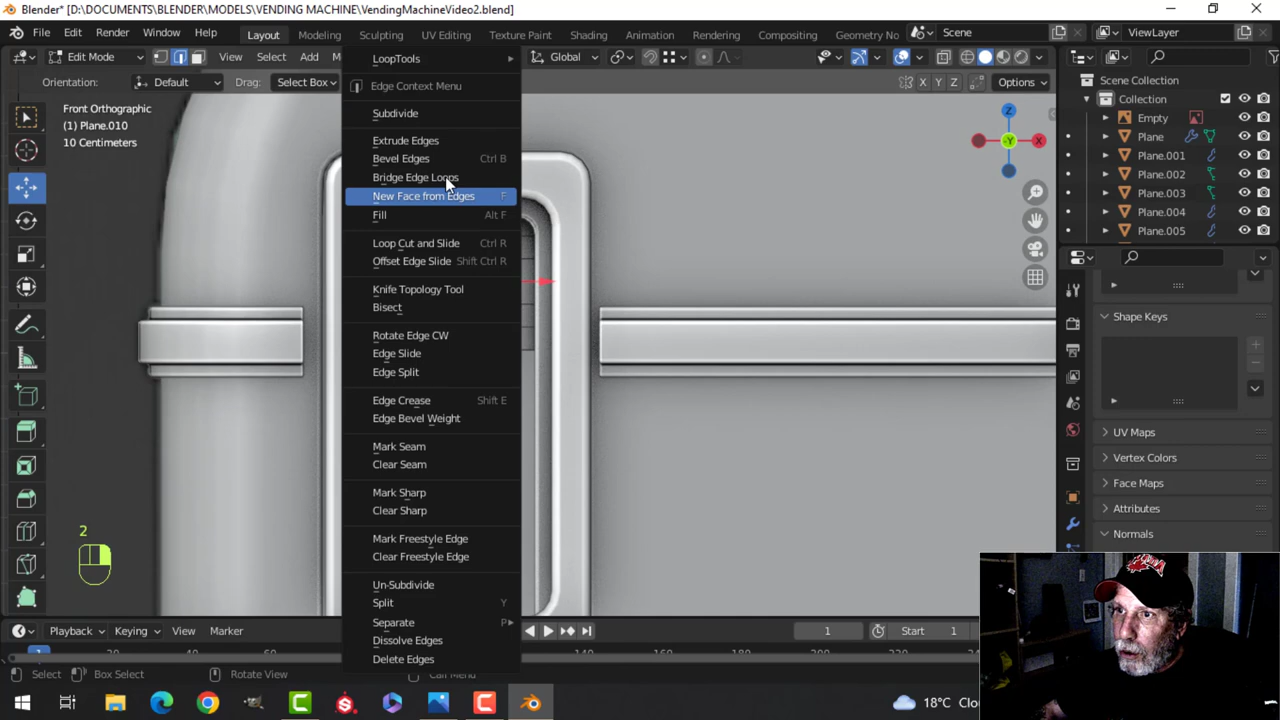 Blender* [D:\DOCUMENTS\BLENDER\MODELS\VENDING MACHINE\VendingMachineVideo2.blend]
File Edit Render Window Help Layout Modeling Sculpting UV Editing Texture Paint Shading Animation Rendering Compositing Geometry No Scene ViewLayer
Edit Mode View Select Add Global
Orientation: Default Drag: Select Box X Y Z Options
Front Orthographic
(1) Plane.010
10 Centimeters
LoopTools
Edge Context Menu
Subdivide
Extrude Edges
Bevel Edges Ctrl B
Bridge Edge Loops
New Face from Edges F
Fill Alt F
Loop Cut and Slide Ctrl R
Offset Edge Slide Shift Ctrl R
Knife Topology Tool
Bisect
Rotate Edge CW
Edge Slide
Edge Split
Edge Crease Shift E
Edge Bevel Weight
Mark Seam
Clear Seam
Mark Sharp
Clear Sharp
Mark Freestyle Edge
Clear Freestyle Edge
Un-Subdivide
Split Y
Separate P
Dissolve Edges
Delete Edges
Z
X
-Y
Scene Collection
Collection
Empty
Plane
Plane.001
Plane.002
Plane.003
Plane.004
Plane.005
Shape Keys
UV Maps
Vertex Colors
Face Maps
Attributes
Normals
2
Playback Keying View Marker 1 Start 1
20 60 140
Select Box Select Rotate View Call Menu
18°C Clo